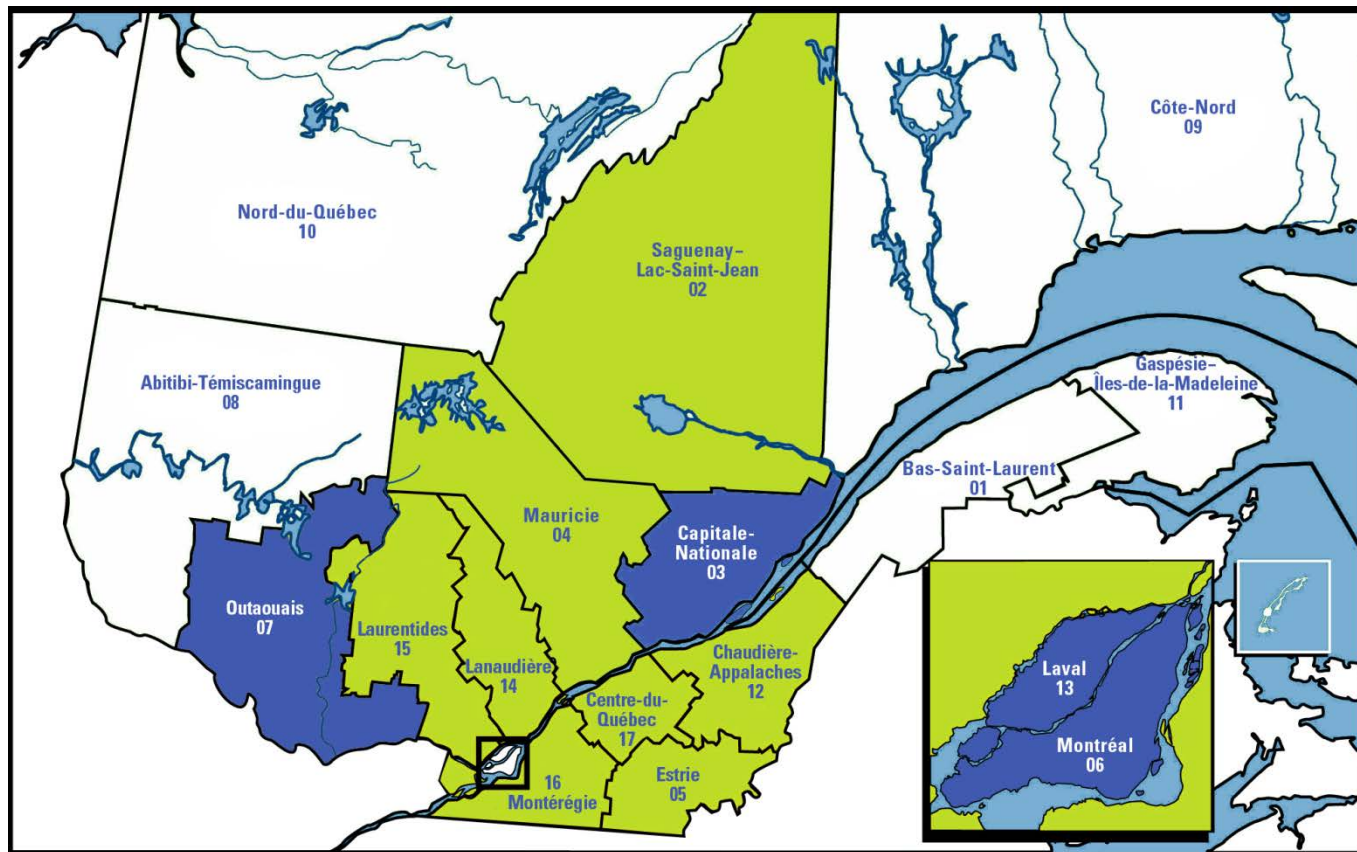 Côte-Nord
09
Nord-du-Québec
10
Saguenay–
Lac-Saint-Jean
02
Abitibi-Témiscamingue
08
Gaspésie–
Îles-de-la-Madeleine
11
Bas-Saint-Laurent
01
Mauricie
04
Capitale-
Nationale
03
Outaouais
07
Laurentides
15
Lanaudière
14
Chaudière-
Appalaches
12
Centre-du-
Québec
17
Estrie
05
16
Montérégie
Laval
13
Montréal
06